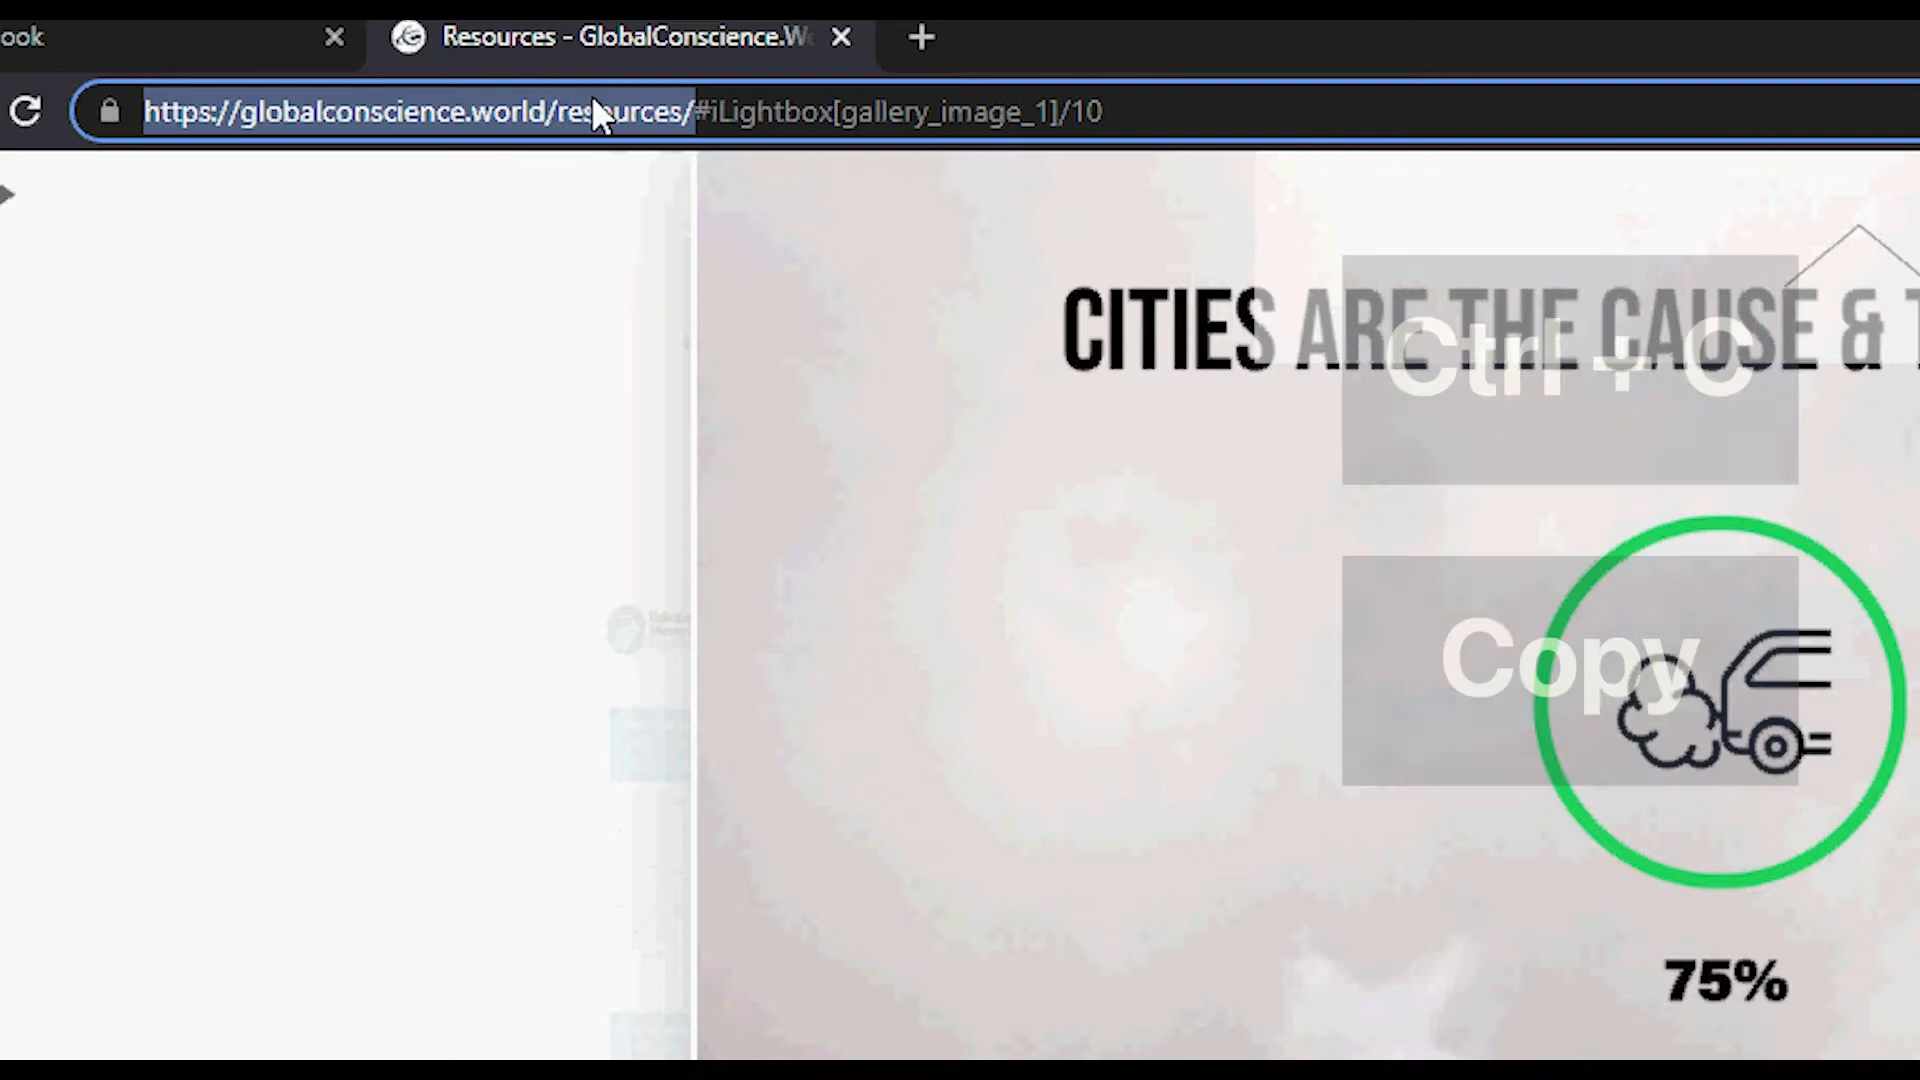 ook
Resources - GlobalConscience.W
https://globalconscience.world/resources/#iLightbox[gallery_image_1]/10
CITIES ARE THE CAUSE &
Ctrl + C
Copy
75%